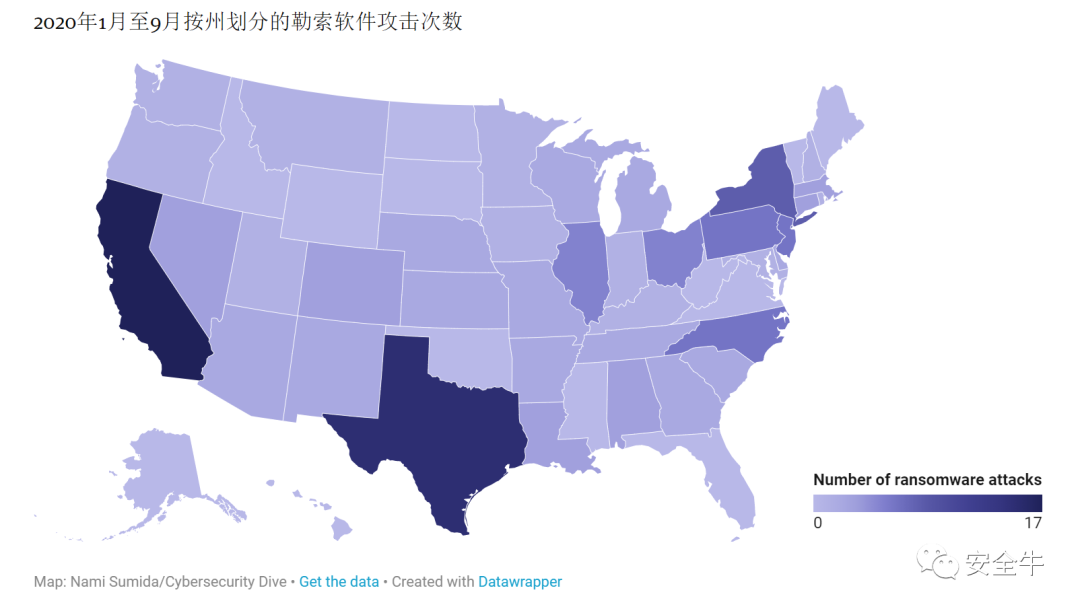 2020年1月至9月按州划分的勒索软件攻击次数
Number of ransomware attacks
0 17
Map: Nami Sumida/Cybersecurity Dive • Get the data • Created with Datawrapper
安全牛